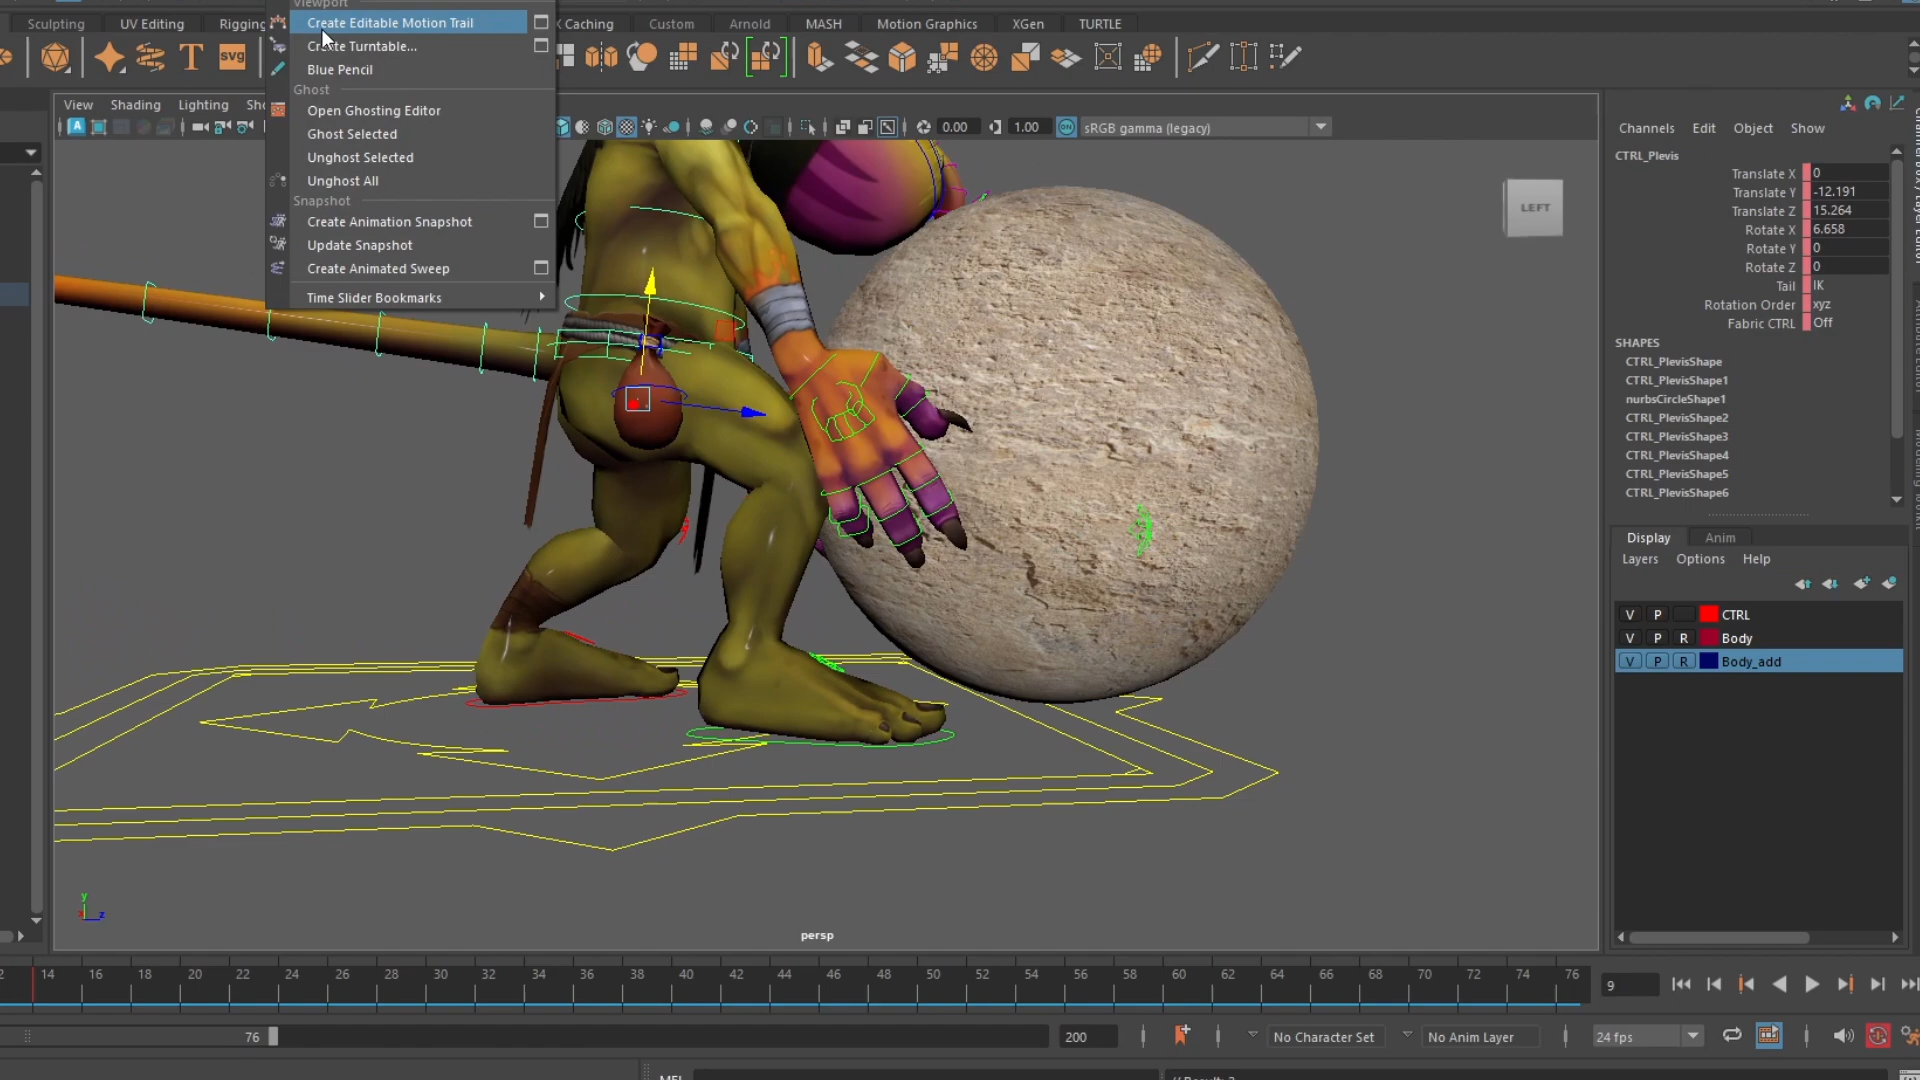 Viewport
Create Editable Motion Trail
Create Turntable...
Blue Pencil
Ghost
Open Ghosting Editor
Ghost Selected
Unghost Selected
Unghost All
Snapshot
Create Animation Snapshot
Update Snapshot
Create Animated Sweep
Time Slider Bookmarks
Sculpting
UV Editing
Rigging
Caching
Custom
Arnold
MASH
Motion Graphics
XGen
TURTLE
T
svg
View
Shading
Lighting
A
0.00
1.00
ON
sRGB gamma (legacy)
LEFT
persp
y
x
z
Channels
Edit
Object
Show
CTRL_Plevis
Translate X 0
Translate Y -12.191
Translate Z 15.264
Rotate X 6.658
Rotate Y 0
Rotate Z 0
Tail IK
Rotation Order xyz
Fabric CTRL Off
SHAPES
CTRL_PlevisShape
CTRL_PlevisShape1
nurbsCircleShape1
CTRL_PlevisShape2
CTRL_PlevisShape3
CTRL_PlevisShape4
CTRL_PlevisShape5
CTRL_PlevisShape6
Display
Anim
Layers
Options
Help
V P CTRL
V P R Body
V P R Body_add
14 16 18 20 22 24 26 28 30 32 34 36 38 40 42 44 46 48 50 52 54 56 58 60 62 64 66 68 70 72 74 76
9
76
200
No Character Set
No Anim Layer
24 fps